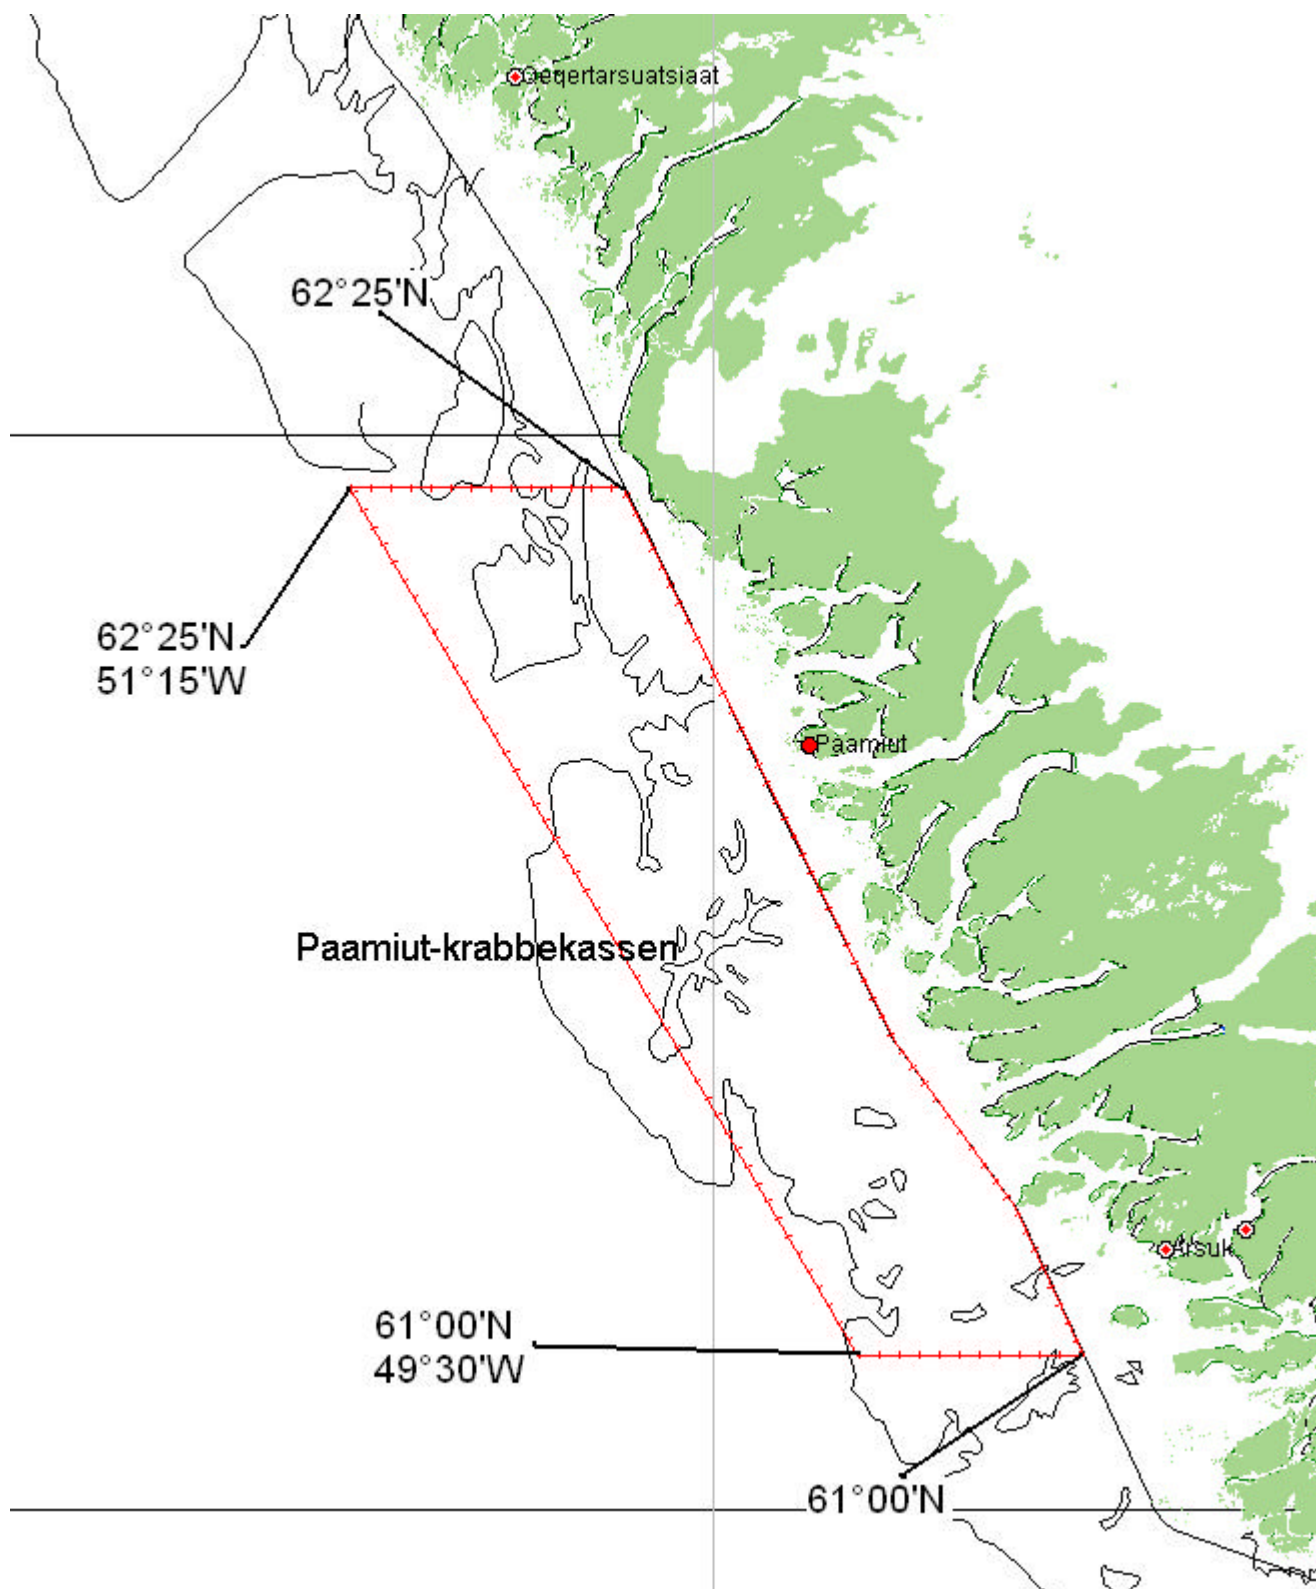 Qeqertarsuatsiaat
62°25'N
62°25'N
51°15'W
Paamiut
Paamiut-krabbekassen
Arsuk
61°00'N
49°30'W
61°00'N